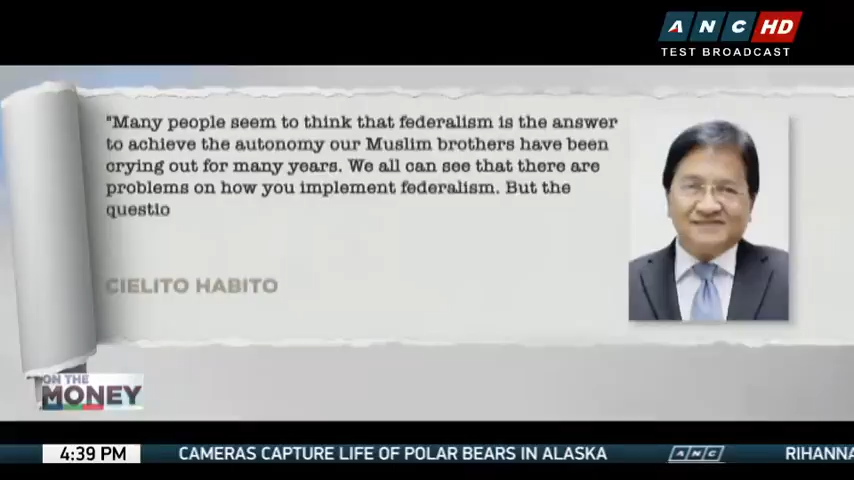 ANC HD
TEST BROADCAST
"Many people seem to think that federalism is the answer
to achieve the autonomy our Muslim brothers have been
crying out for many years. We all can see that there are
problems on how you implement federalism. But the
questio
CIELITO HABITO
ON THE
MONEY
4:39 PM
CAMERAS CAPTURE LIFE OF POLAR BEARS IN ALASKA
ANC
RIHANNA